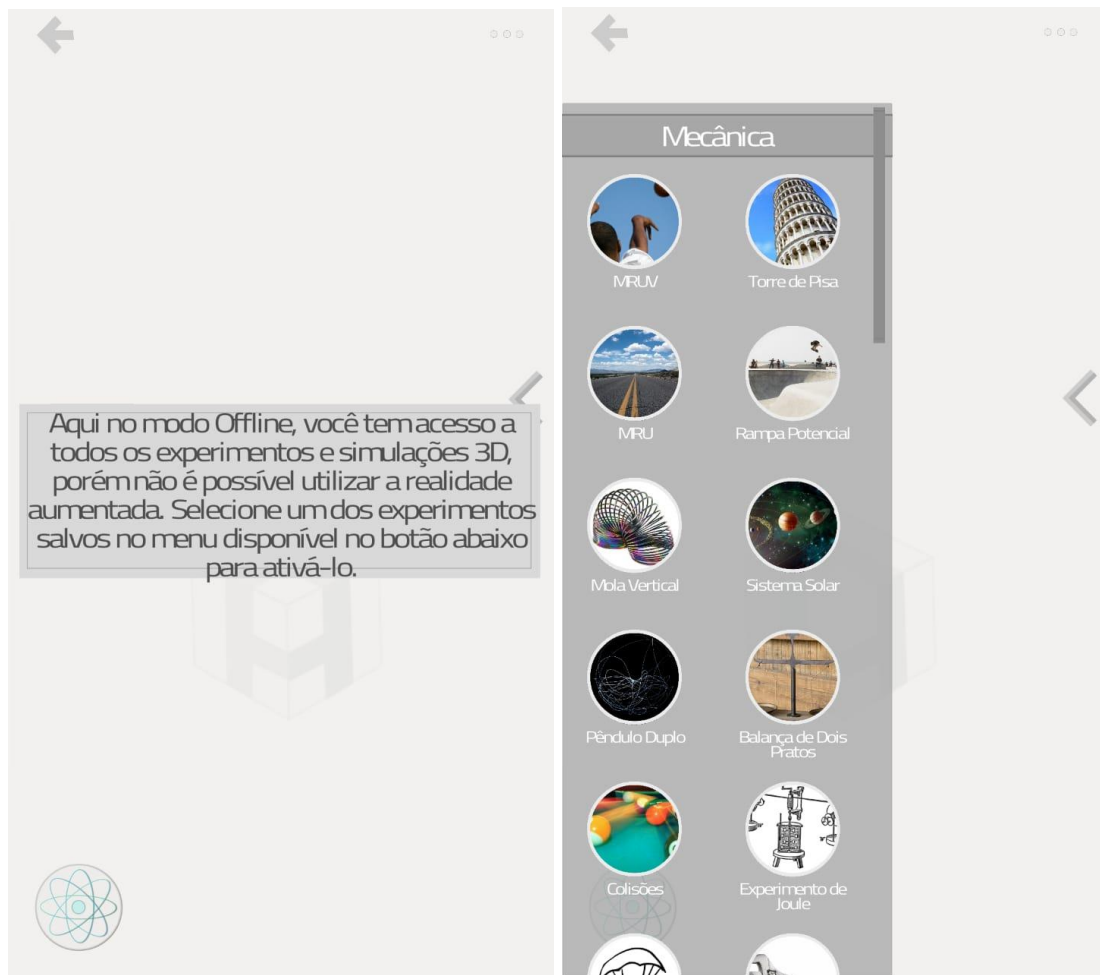 Aqui no modo Offline, você tem acesso a
todos os experimentos e simulações 3D,
porém não é possível utilizar a realidade
aumentada. Selecione um dos experimentos
salvos no menu disponível no botão abaixo
para ativá-lo.
Mecânica
MRUV
Torre de Pisa
MRU
Rampa Potencial
Mola Vertical
Sistema Solar
Pêndulo Duplo
Balança de Dois
Pratos
Colisões
Experimento de
Joule